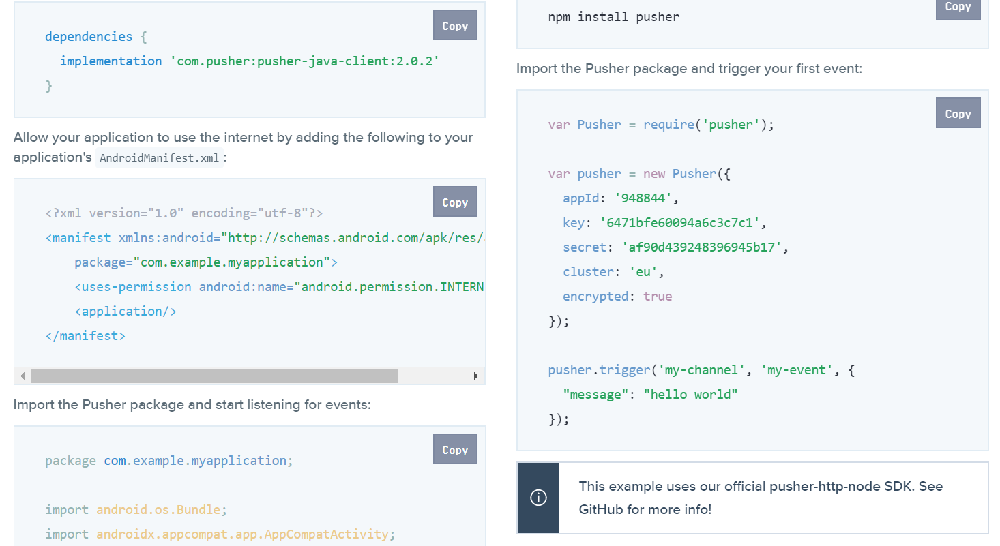 Copy
dependencies {
  implementation 'com.pusher:pusher-java-client:2.0.2'
}
Allow your application to use the internet by adding the following to your
application's AndroidManifest.xml:
Copy
<?xml version="1.0" encoding="utf-8"?>
<manifest xmlns:android="http://schemas.android.com/apk/res/
    package="com.example.myapplication">
    <uses-permission android:name="android.permission.INTERN
    <application/>
</manifest>
Import the Pusher package and start listening for events:
Copy
package com.example.myapplication;
import android.os.Bundle;
import androidx.appcompat.app.AppCompatActivity;
Copy
npm install pusher
Import the Pusher package and trigger your first event:
Copy
var Pusher = require('pusher');
var pusher = new Pusher({
  appId: '948844',
  key: '6471bfe60094a6c3c7c1',
  secret: 'af90d439248396945b17',
  cluster: 'eu',
  encrypted: true
});
pusher.trigger('my-channel', 'my-event', {
  "message": "hello world"
});
This example uses our official pusher-http-node SDK. See
GitHub for more info!